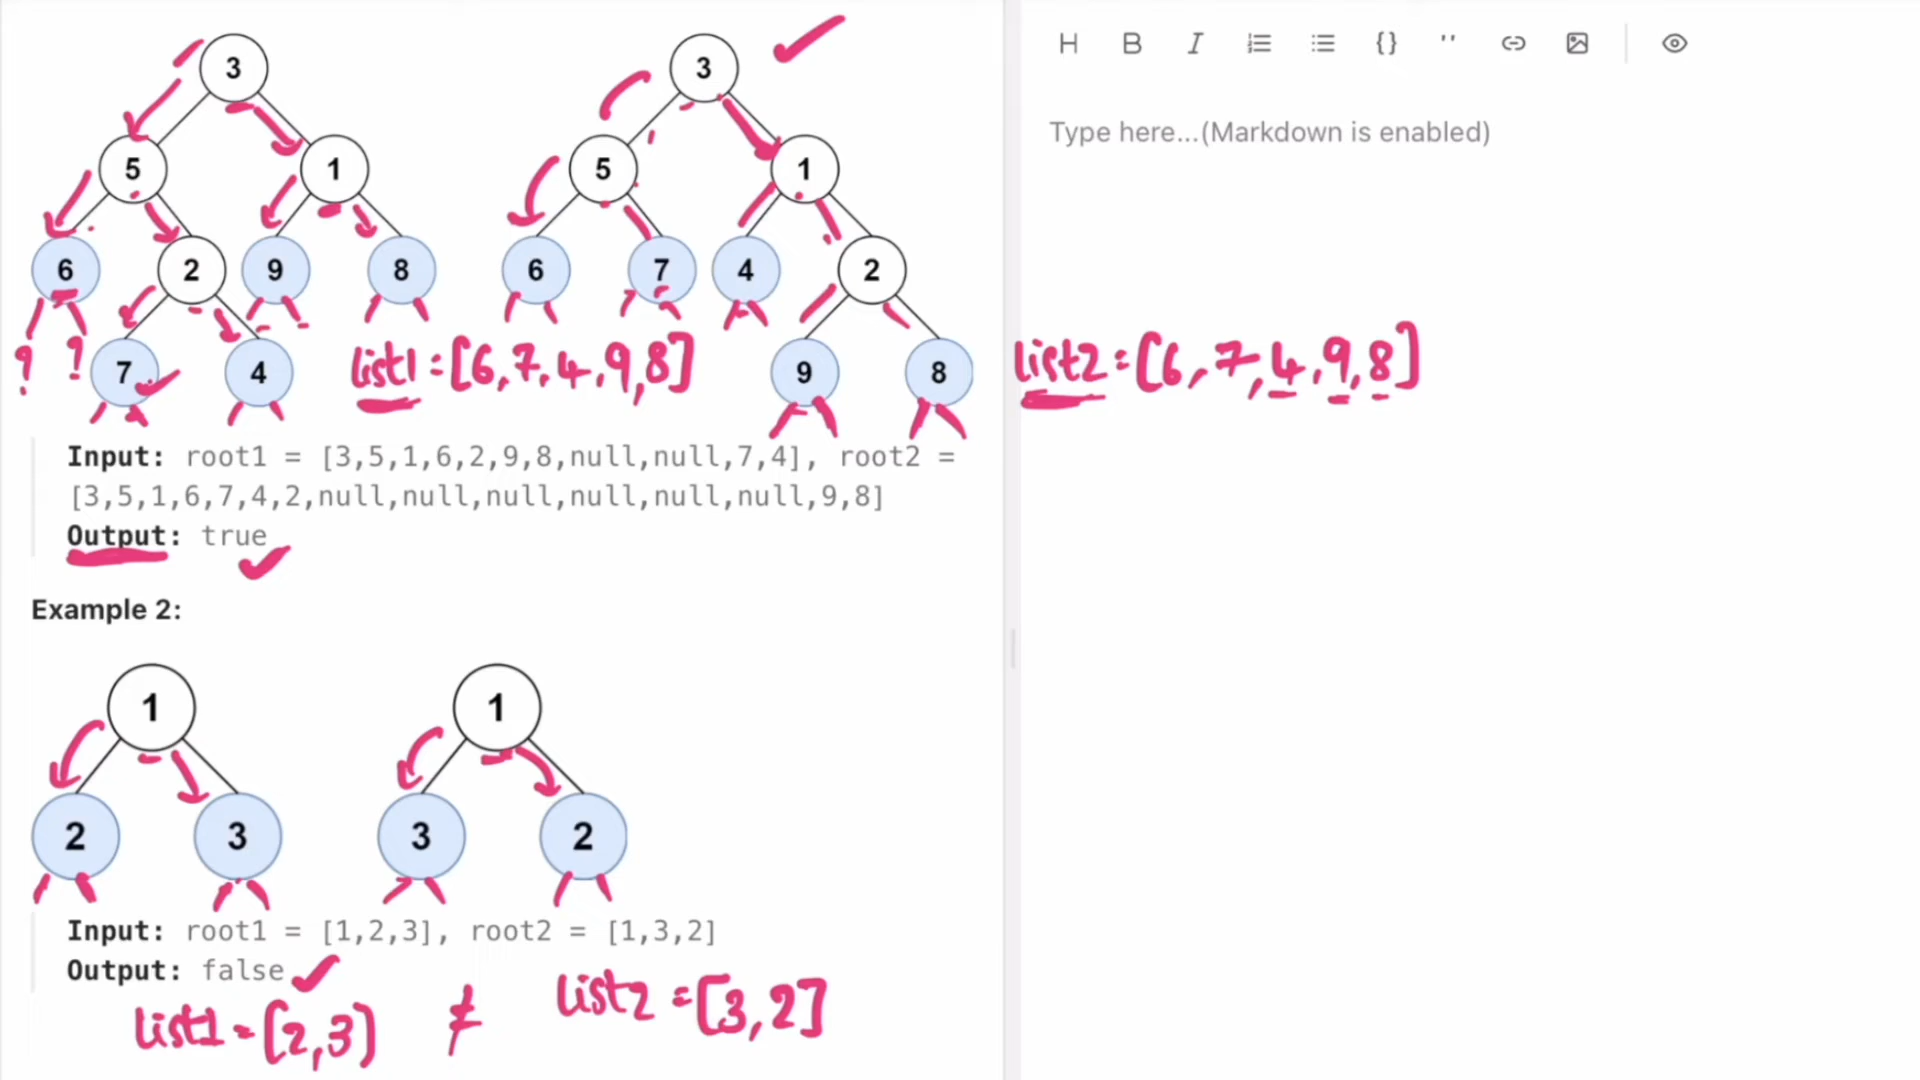 3
3
H B I {} "
5
1
5
1
Type here...(Markdown is enabled)
6
2
9
8
6
7
4
2
? ?
7
4
list1 = [6,7,4,9,8]
9
8
list2 = [6,7,4,9,8]
Input: root1 = [3,5,1,6,2,9,8,null,null,7,4], root2 =
[3,5,1,6,7,4,2,null,null,null,null,null,null,9,8]
Output: true
Example 2:
1
1
2
3
3
2
Input: root1 = [1,2,3], root2 = [1,3,2]
Output: false
list1 = [2,3] ≠ list2 = [3,2]